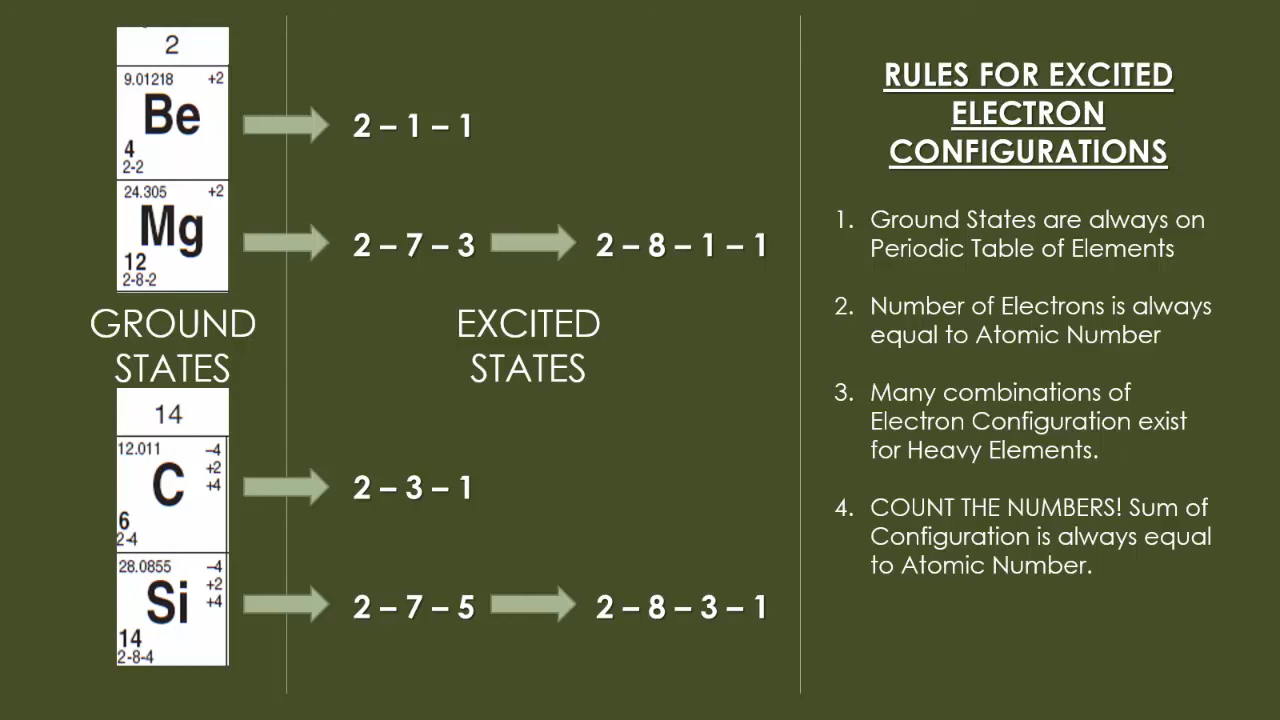 2
9.01218 +2
Be
4
2-2
2 – 1 – 1
24.305 +2
Mg
12
2-8-2
2 – 7 – 3
2 – 8 – 1 – 1
GROUND
STATES
EXCITED
STATES
14
12.011 –4
+2
+4
C
6
2-4
2 – 3 – 1
28.0855 –4
+2
+4
Si
14
2-8-4
2 – 7 – 5
2 – 8 – 3 – 1
RULES FOR EXCITED
ELECTRON
CONFIGURATIONS
1. Ground States are always on
Periodic Table of Elements
2. Number of Electrons is always
equal to Atomic Number
3. Many combinations of
Electron Configuration exist
for Heavy Elements.
4. COUNT THE NUMBERS! Sum of
Configuration is always equal
to Atomic Number.